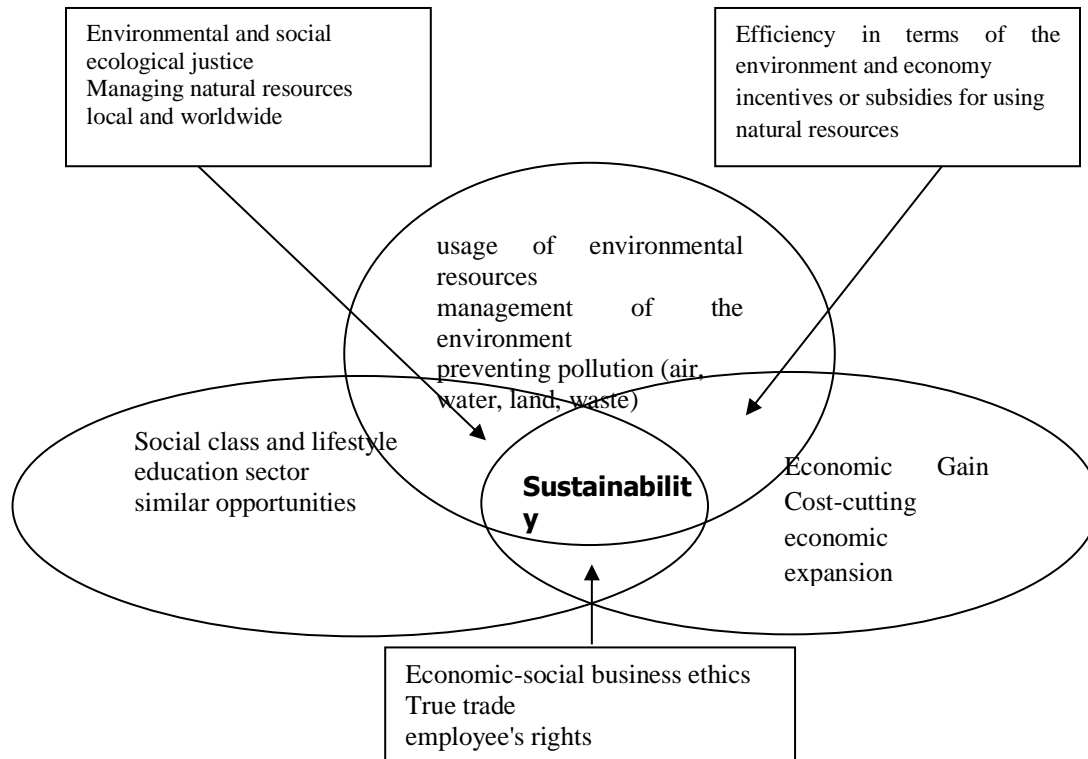 Environmental and social
ecological justice
Managing natural resources
local and worldwide
Efficiency in terms of the
environment and economy
incentives or subsidies for using
natural resources
usage of environmental
resources
management of the
environment
preventing pollution (air,
water, land, waste)
Social class and lifestyle
education sector
similar opportunities
Sustainabilit
y
Economic Gain
Cost-cutting
economic
expansion
Economic-social business ethics
True trade
employee's rights